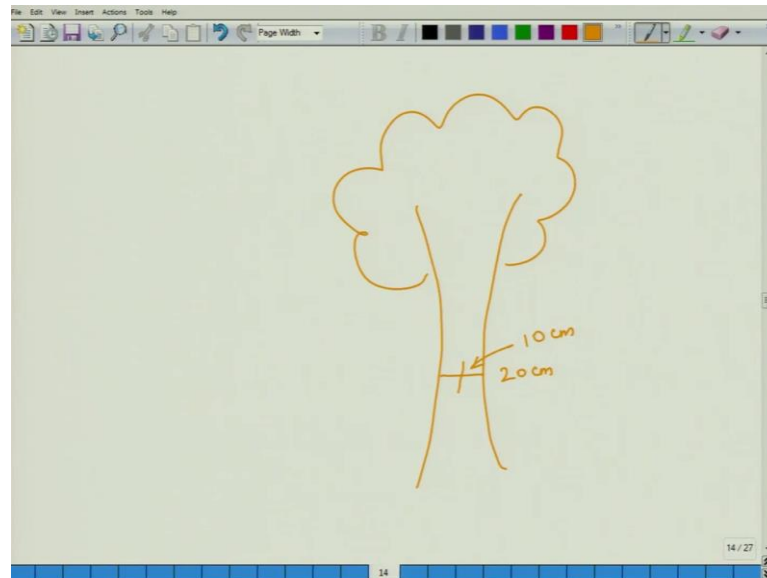 File Edit View Insert Actions Tools Help
Page Width
B I
10 cm
20 cm
14 / 27
14